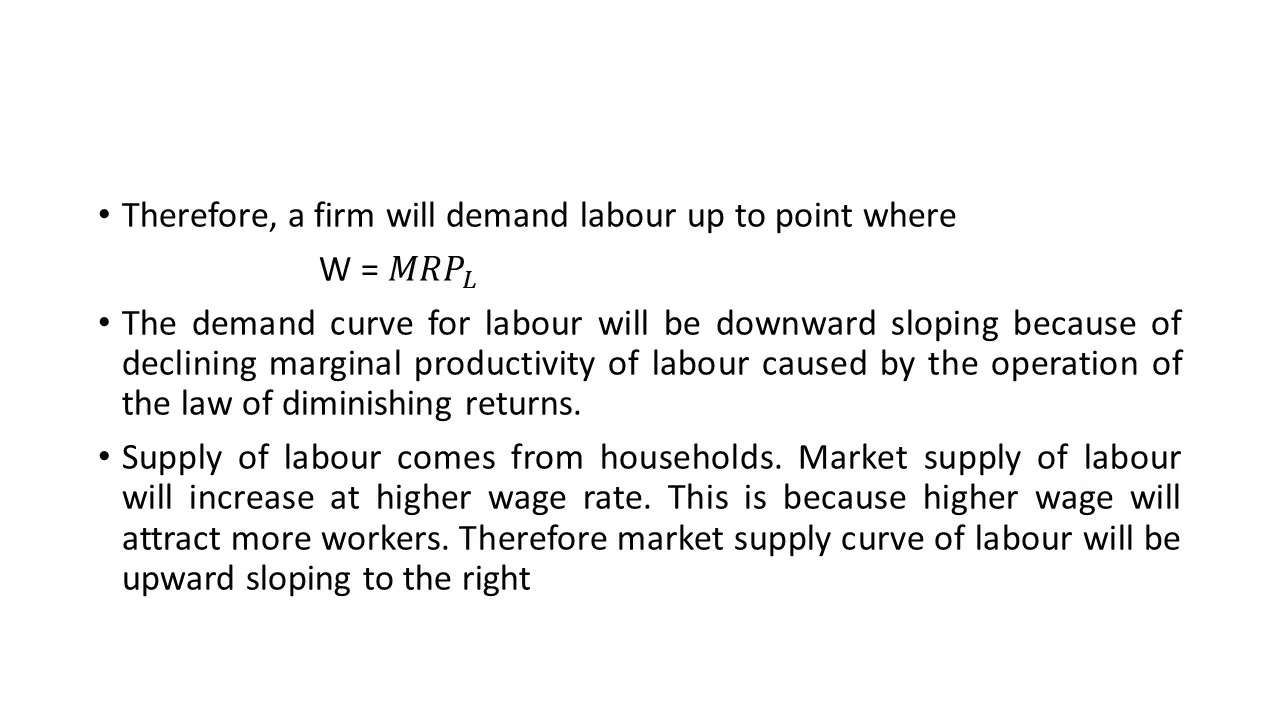 • Therefore, a firm will demand labour up to point where
W = 𝑀𝑅𝑃_𝐿
• The demand curve for labour will be downward sloping because of
declining marginal productivity of labour caused by the operation of
the law of diminishing returns.
• Supply of labour comes from households. Market supply of labour
will increase at higher wage rate. This is because higher wage will
attract more workers. Therefore market supply curve of labour will be
upward sloping to the right